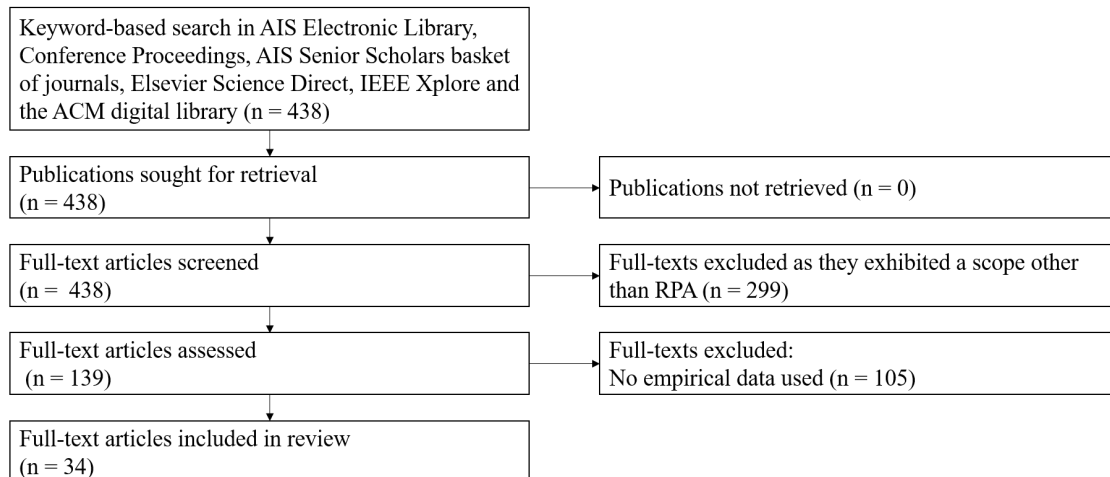 Keyword-based search in AIS Electronic Library,
Conference Proceedings, AIS Senior Scholars basket
of journals, Elsevier Science Direct, IEEE Xplore and
the ACM digital library (n = 438)
Publications sought for retrieval
(n = 438)
Publications not retrieved (n = 0)
Full-text articles screened
(n = 438)
Full-texts excluded as they exhibited a scope other
than RPA (n = 299)
Full-text articles assessed
(n = 139)
Full-texts excluded:
No empirical data used (n = 105)
Full-text articles included in review
(n = 34)